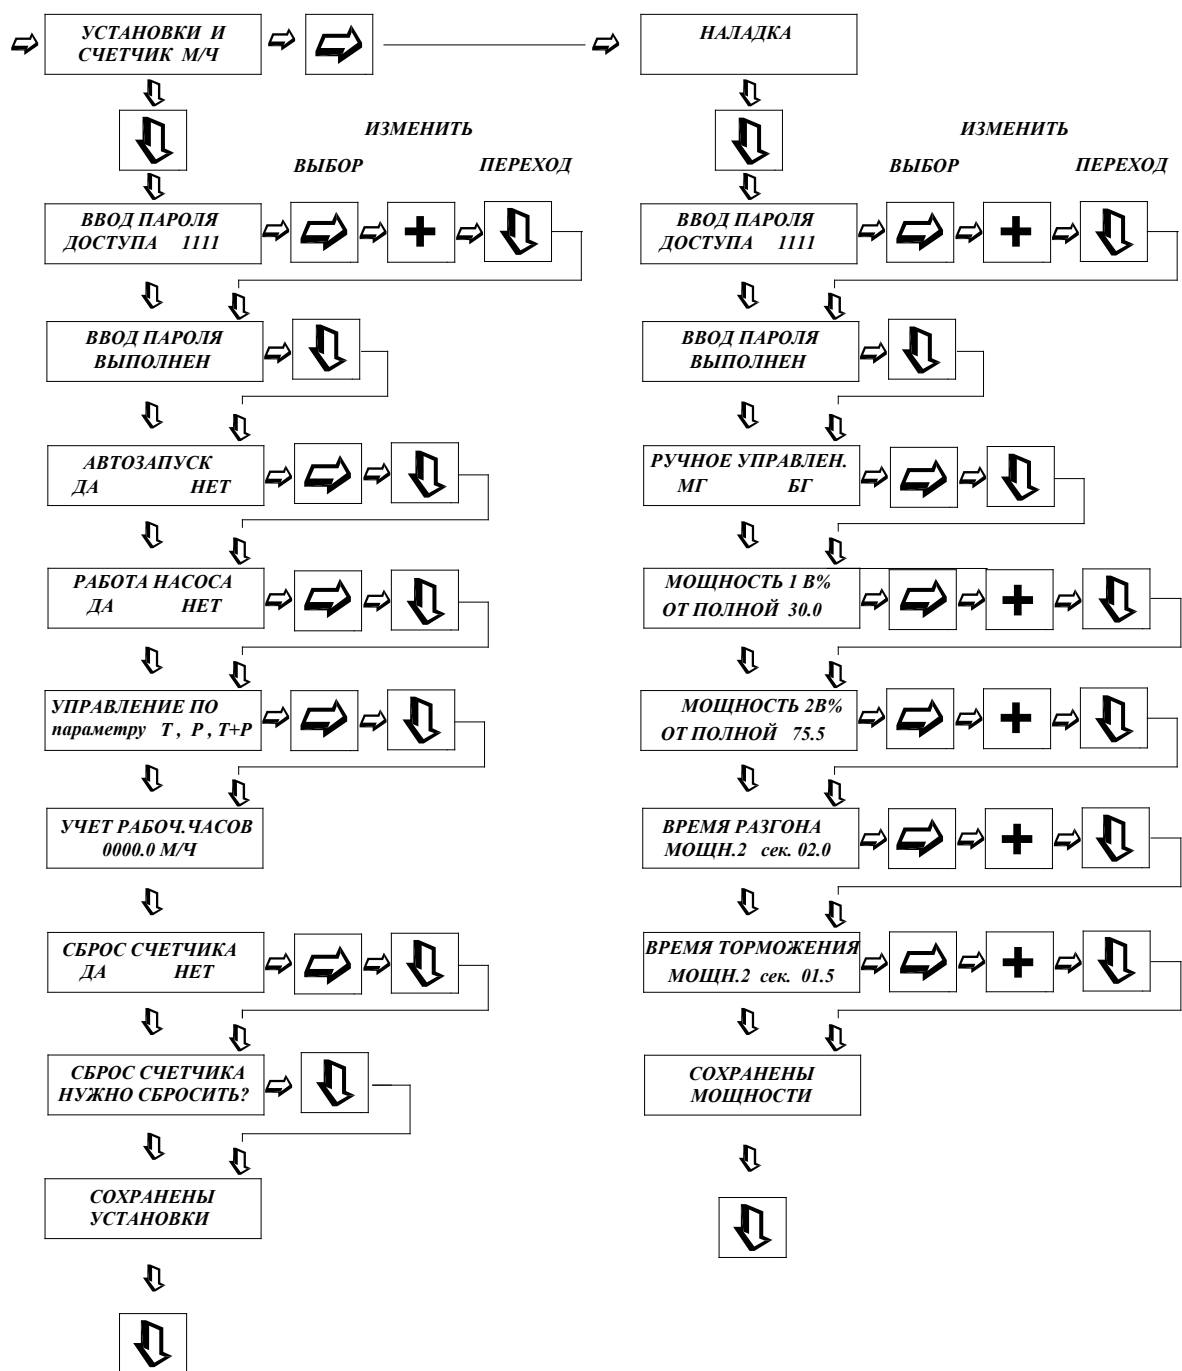 УСТАНОВКИ И
СЧЕТЧИК М/Ч
ИЗМЕНИТЬ
ВЫБОР ПЕРЕХОД
ВВОД ПАРОЛЯ
ДОСТУПА 1111
ВВОД ПАРОЛЯ
ВЫПОЛНЕН
АВТОЗАПУСК
ДА НЕТ
РАБОТА НАСОСА
ДА НЕТ
УПРАВЛЕНИЕ ПО
параметру Т , Р , Т+Р
УЧЕТ РАБОЧ.ЧАСОВ
0000.0 М/Ч
СБРОС СЧЕТЧИКА
ДА НЕТ
СБРОС СЧЕТЧИКА
НУЖНО СБРОСИТЬ?
СОХРАНЕНЫ
УСТАНОВКИ
НАЛАДКА
ИЗМЕНИТЬ
ВЫБОР ПЕРЕХОД
ВВОД ПАРОЛЯ
ДОСТУПА 1111
ВВОД ПАРОЛЯ
ВЫПОЛНЕН
РУЧНОЕ УПРАВЛЕН.
МГ БГ
МОЩНОСТЬ 1 В%
ОТ ПОЛНОЙ 30.0
МОЩНОСТЬ 2В%
ОТ ПОЛНОЙ 75.5
ВРЕМЯ РАЗГОНА
МОЩН.2 сек. 02.0
ВРЕМЯ ТОРМОЖЕНИЯ
МОЩН.2 сек. 01.5
СОХРАНЕНЫ
МОЩНОСТИ